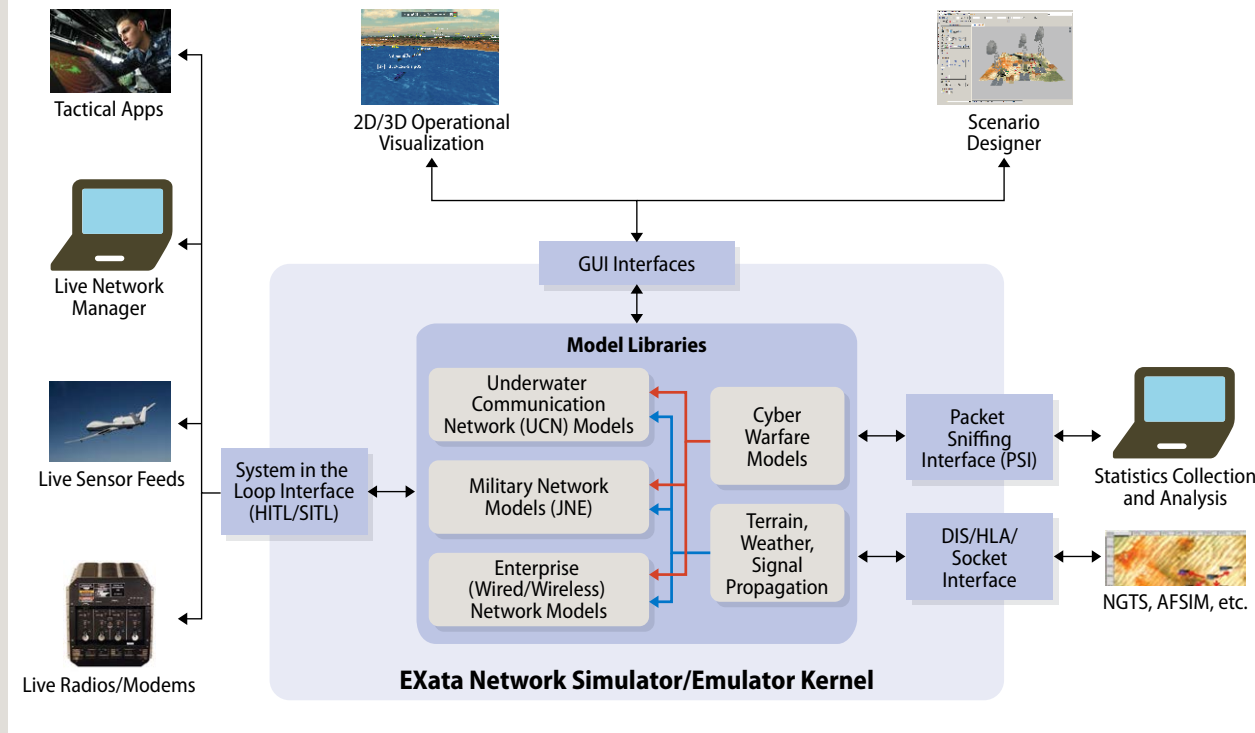 Tactical Apps
2D/3D Operational
Visualization
Scenario
Designer
Live Network
Manager
GUI Interfaces
Model Libraries
Underwater
Communication
Network (UCN) Models
Cyber
Warfare
Models
Packet
Sniffing
Interface (PSI)
Statistics Collection
and Analysis
Live Sensor Feeds
System in the
Loop Interface
(HITL/SITL)
Military Network
Models (JNE)
Terrain,
Weather,
Signal
Propagation
DIS/HLA/
Socket
Interface
NGTS, AFSIM, etc.
Enterprise
(Wired/Wireless)
Network Models
Live Radios/Modems
EXata Network Simulator/Emulator Kernel